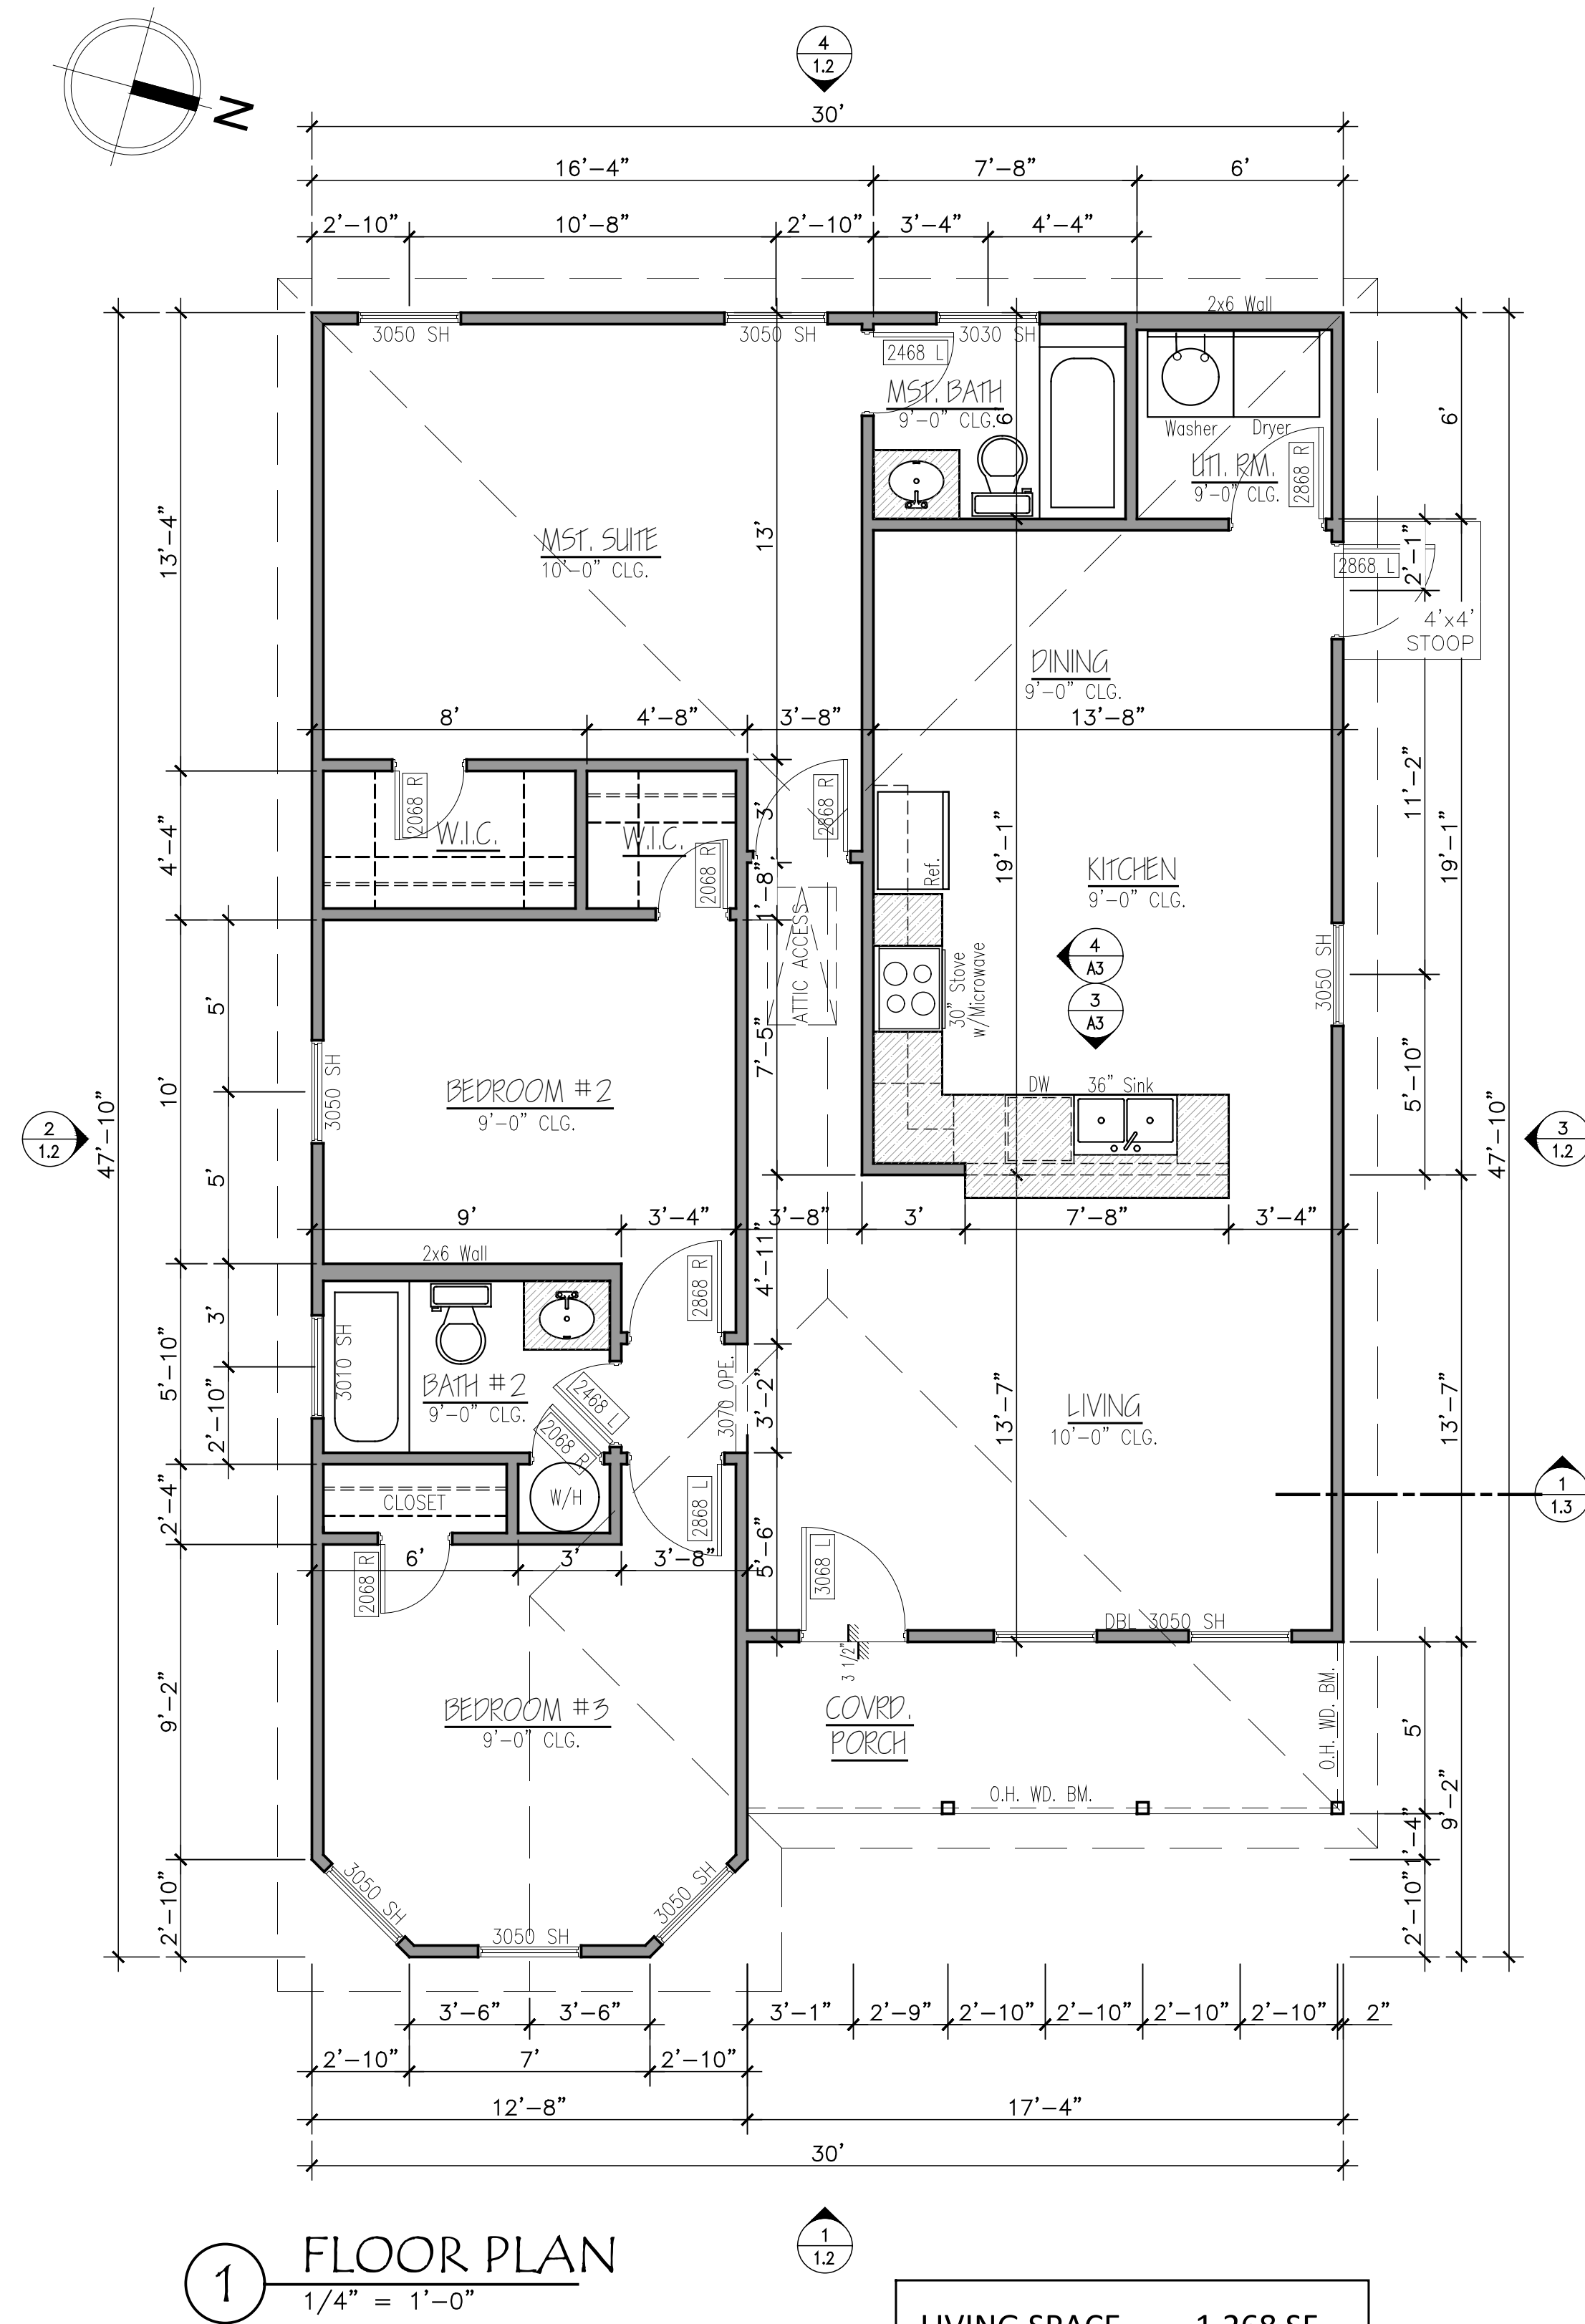 N
4
1.2
30'
16'-4" 7'-8" 6'
2'-10" 10'-8" 2'-10" 3'-4" 4'-4"
2x6 Wall
3050 SH 3050 SH 3030 SH
2468 L
MST. BATH
9'-0" CLG.
6'
Washer Dryer
UTI. RM.
9'-0" CLG.
2868 R
6'
13'-4"
MST. SUITE
10'-0" CLG.
13'
2868 L
2'-1"
4'x4'
STOOP
DINING
9'-0" CLG.
8' 4'-8" 3'-8" 13'-8"
11'-2"
19'-1"
19'-1"
2068 R
W.I.C.
W.I.C.
2068 R
2868 R
3'
4'-4"
1'-8"
Ref.
KITCHEN
9'-0" CLG.
ATTIC ACCESS
4
A3
3
A3
30" Stove
w/Microwave
3050 SH
5'
10'
7'-5"
5'-10"
3050 SH
BEDROOM #2
9'-0" CLG.
DW 36" Sink
2
1.2
47'-10"
47'-10"
3
1.2
5'
9' 3'-4" 3'-8" 3' 7'-8" 3'-4"
2x6 Wall
4'-11"
2868 R
3'
5'-10"
2'-10"
3010 SH
BATH #2
9'-0" CLG.
2468 L
2068 R
3070 OPE.
3'-2"
13'-7"
LIVING
10'-0" CLG.
13'-7"
2'-4"
CLOSET
W/H
2868 L
1
1.3
5'-6"
6' 3' 3'-8"
2068 R
3068 L
DBL 3050 SH
3 1/2"
9'-2"
BEDROOM #3
9'-0" CLG.
COVRD.
PORCH
O.H. WD. BM.
O.H. WD. BM.
5'
9'-2"
1'-4"
2'-10"
2'-10"
3050 SH
3050 SH
3050 SH
3'-6" 3'-6" 3'-1" 2'-9" 2'-10" 2'-10" 2'-10" 2'-10" 2"
2'-10" 7' 2'-10"
12'-8" 17'-4"
30'
1
1.2
1 FLOOR PLAN
1/4" = 1'-0"
LIVING SPACE 1,268 SF